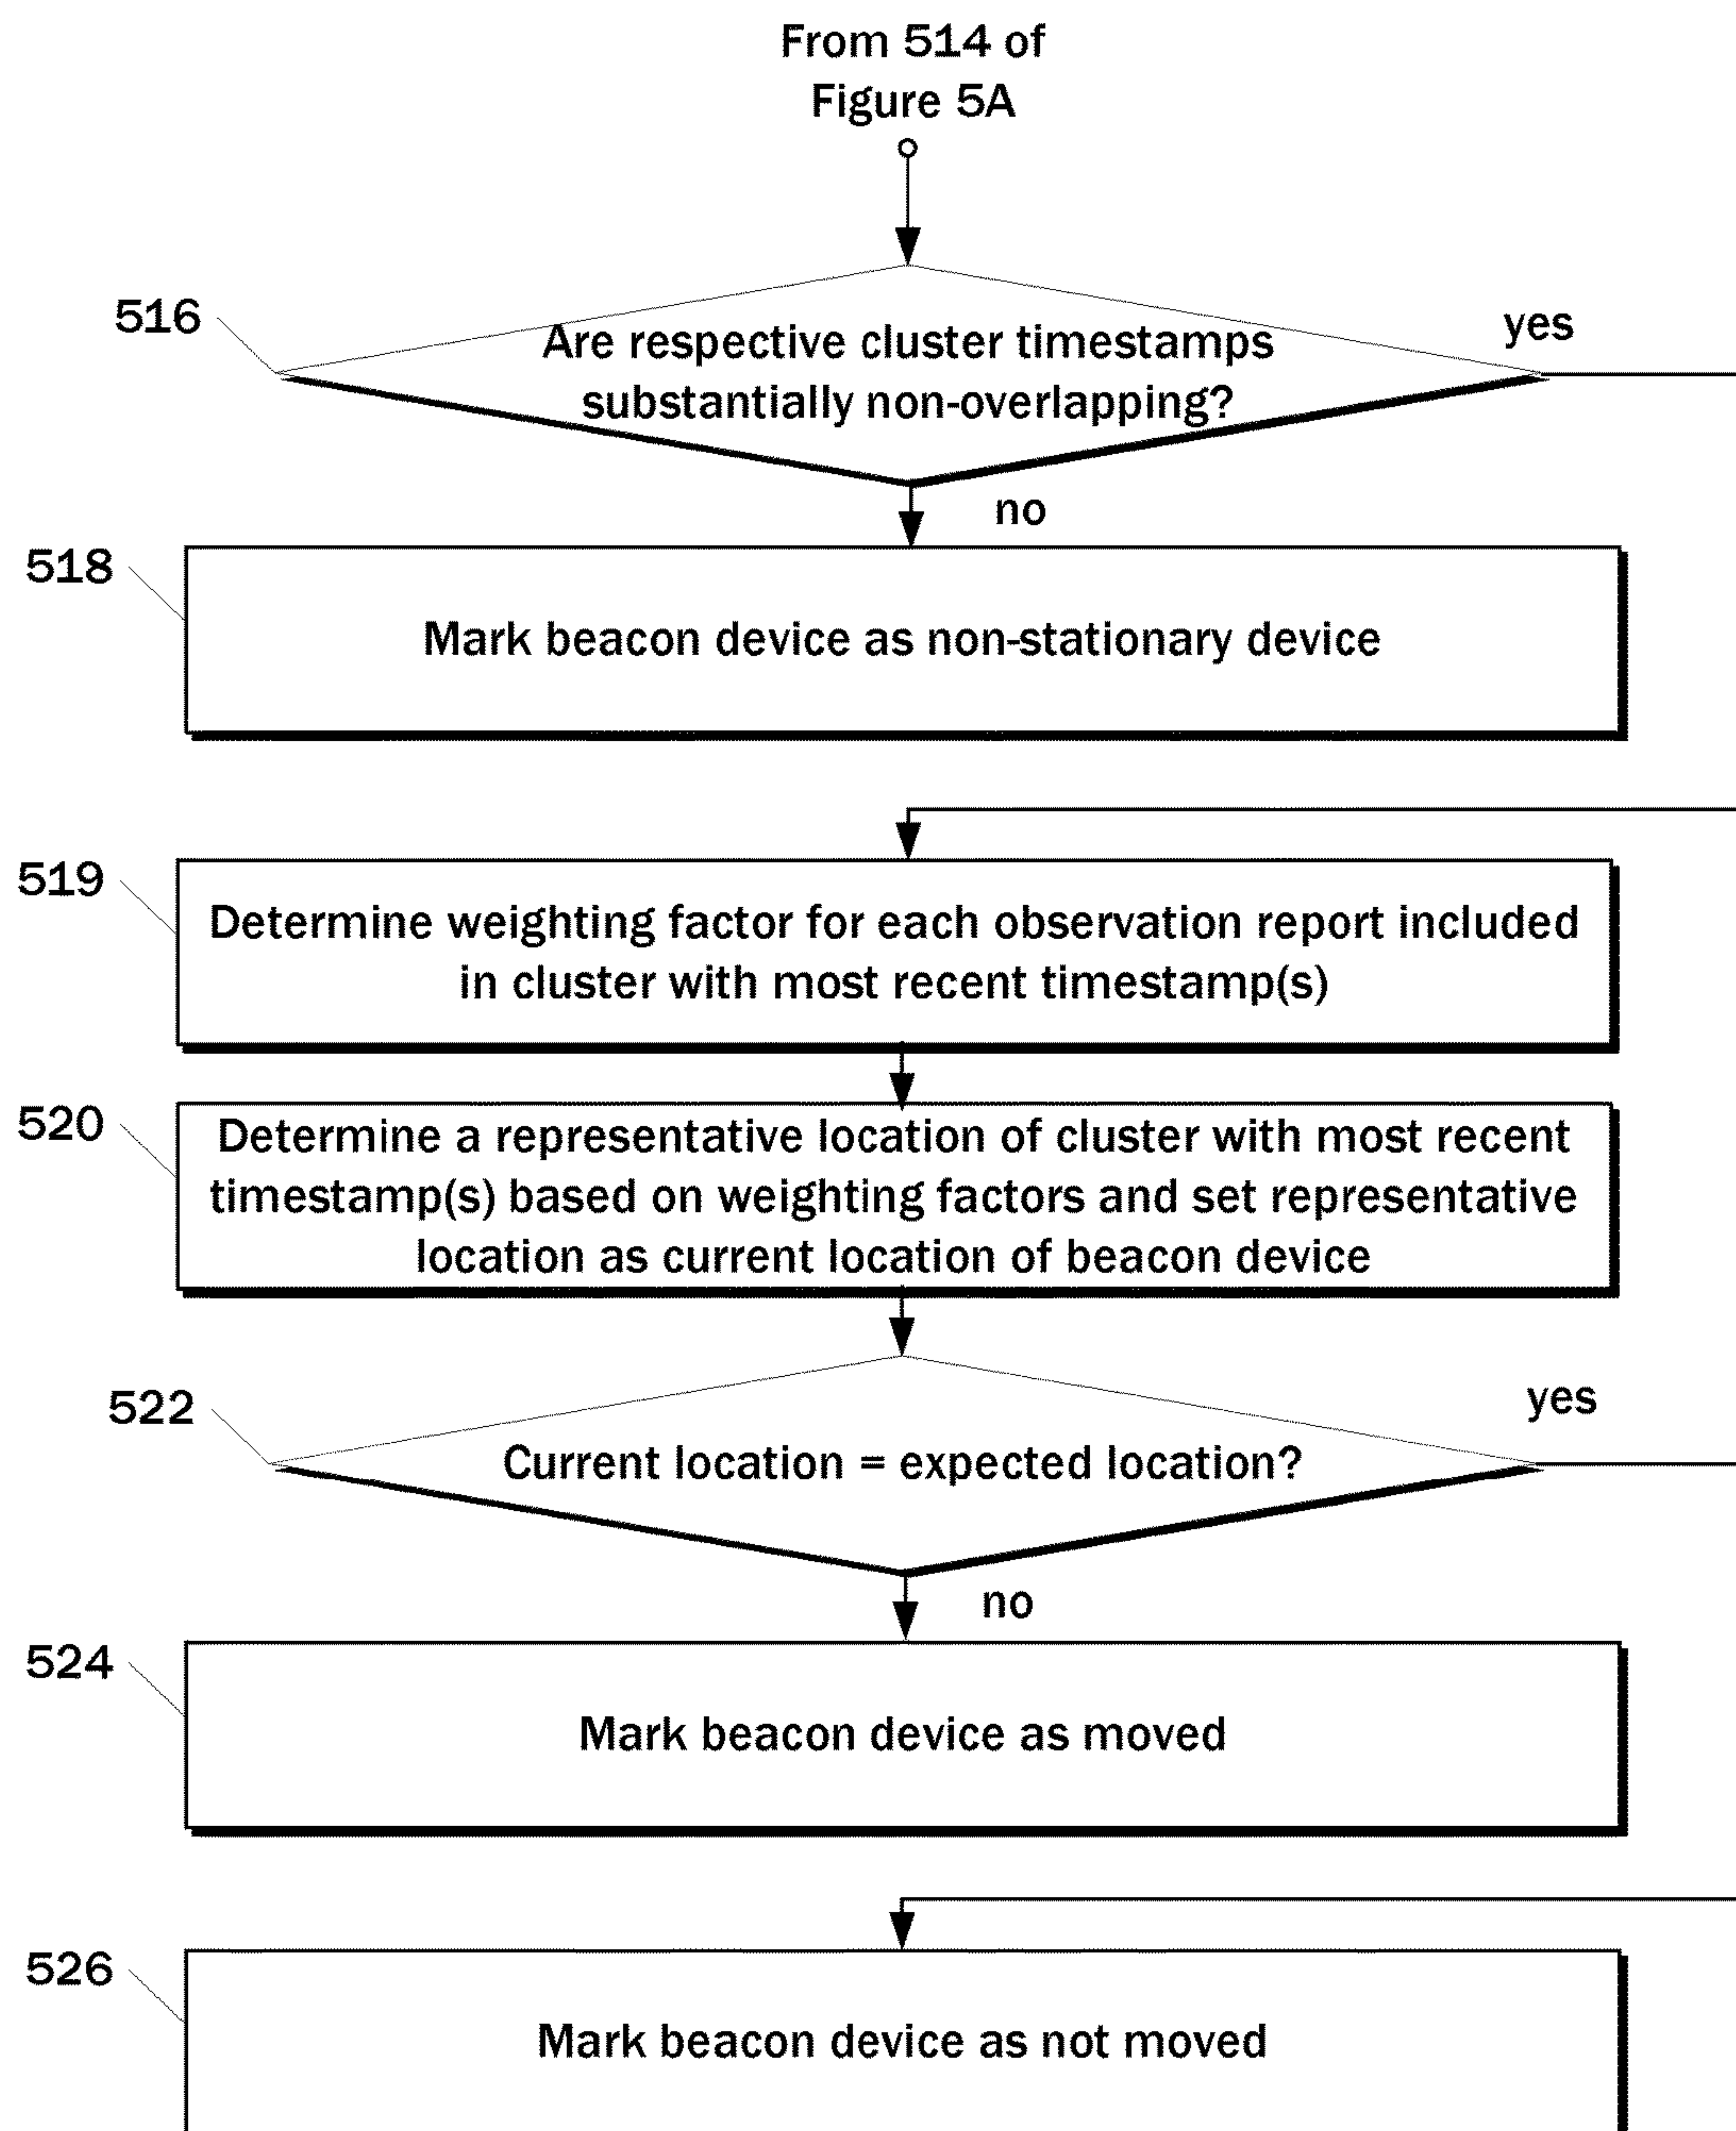 From 514 of
Figure 5A
516
Are respective cluster timestamps
substantially non-overlapping?
yes
no
518
Mark beacon device as non-stationary device
519
Determine weighting factor for each observation report included
in cluster with most recent timestamp(s)
520
Determine a representative location of cluster with most recent
timestamp(s) based on weighting factors and set representative
location as current location of beacon device
522
Current location = expected location?
yes
no
524
Mark beacon device as moved
526
Mark beacon device as not moved